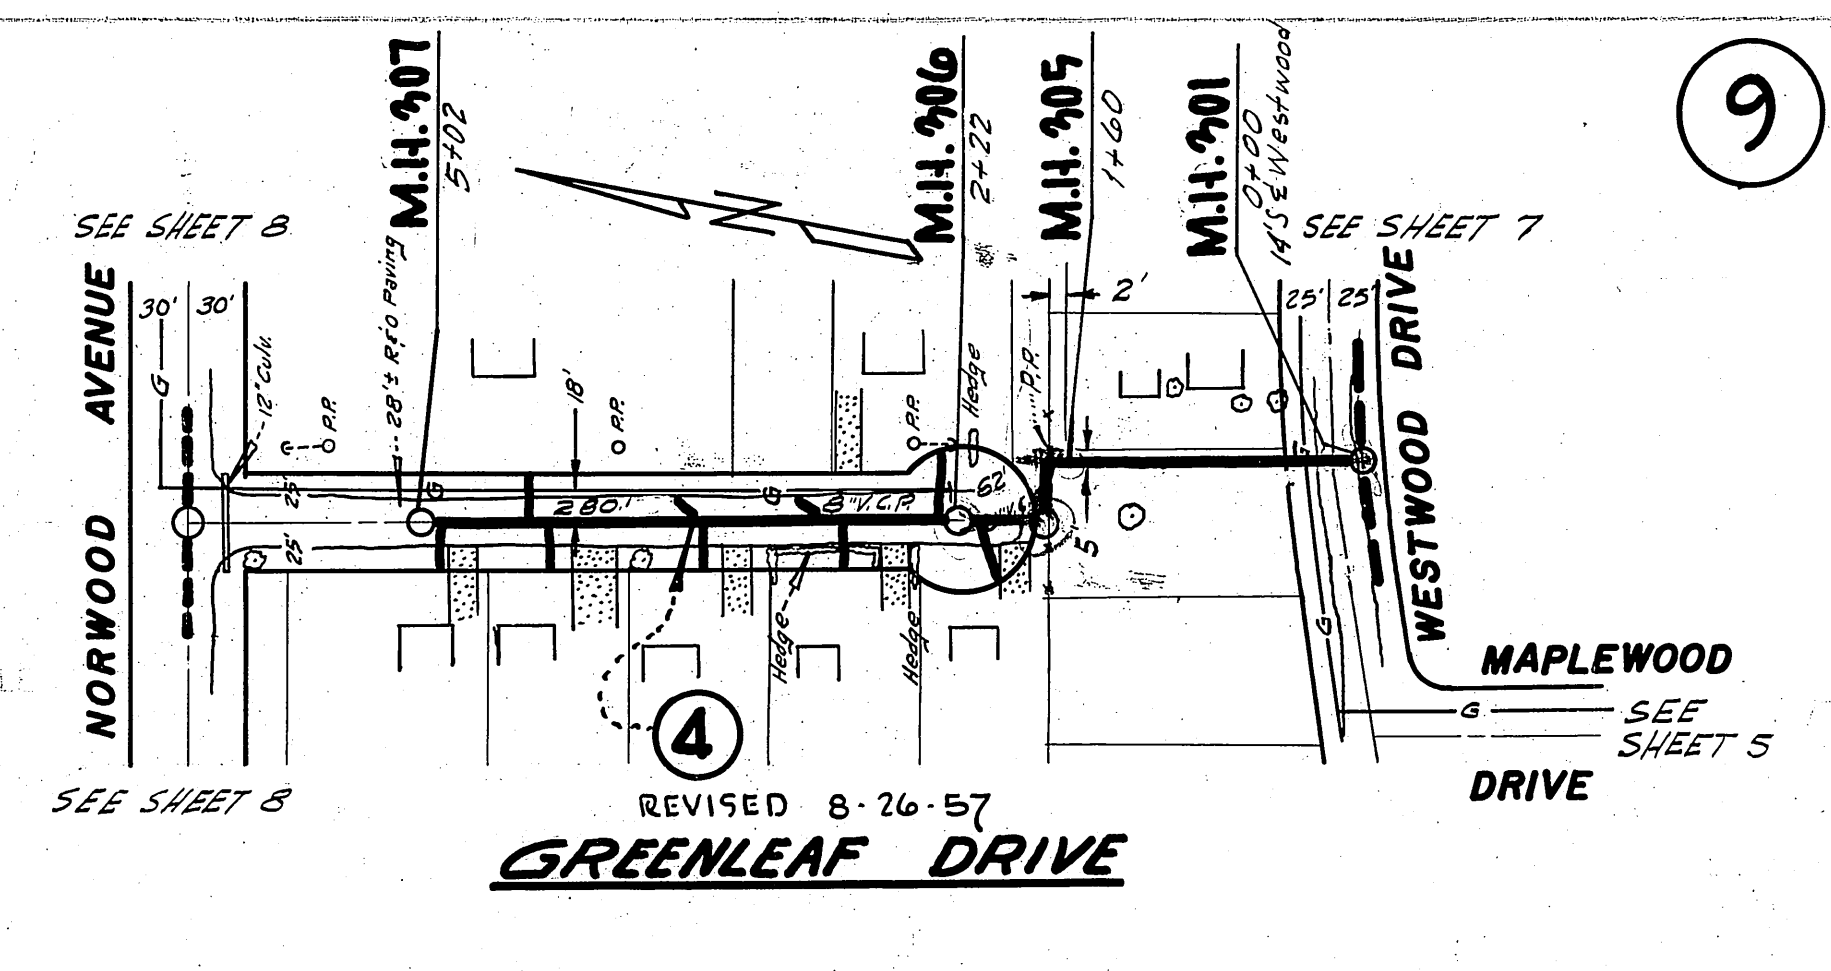 9
M.H. 307
5+02
M.H. 306
2+22
M.H. 305
1+60
M.H. 301
0+00
14' S E Westwood
SEE SHEET 8
SEE SHEET 7
NORWOOD AVENUE
30' 30'
G
12" Culv.
P.P.
28'± R & O Paving
18'
P.P.
P.P.
Hedge
P.P.
2'
25' 25'
WESTWOOD DRIVE
25'
25'
G
280'
G
8" V.C.P.
62
5'
G
G
Hedge
Hedge
4
MAPLEWOOD
G
SEE
SHEET 5
DRIVE
SEE SHEET 8
REVISED 8-26-57
GREENLEAF DRIVE